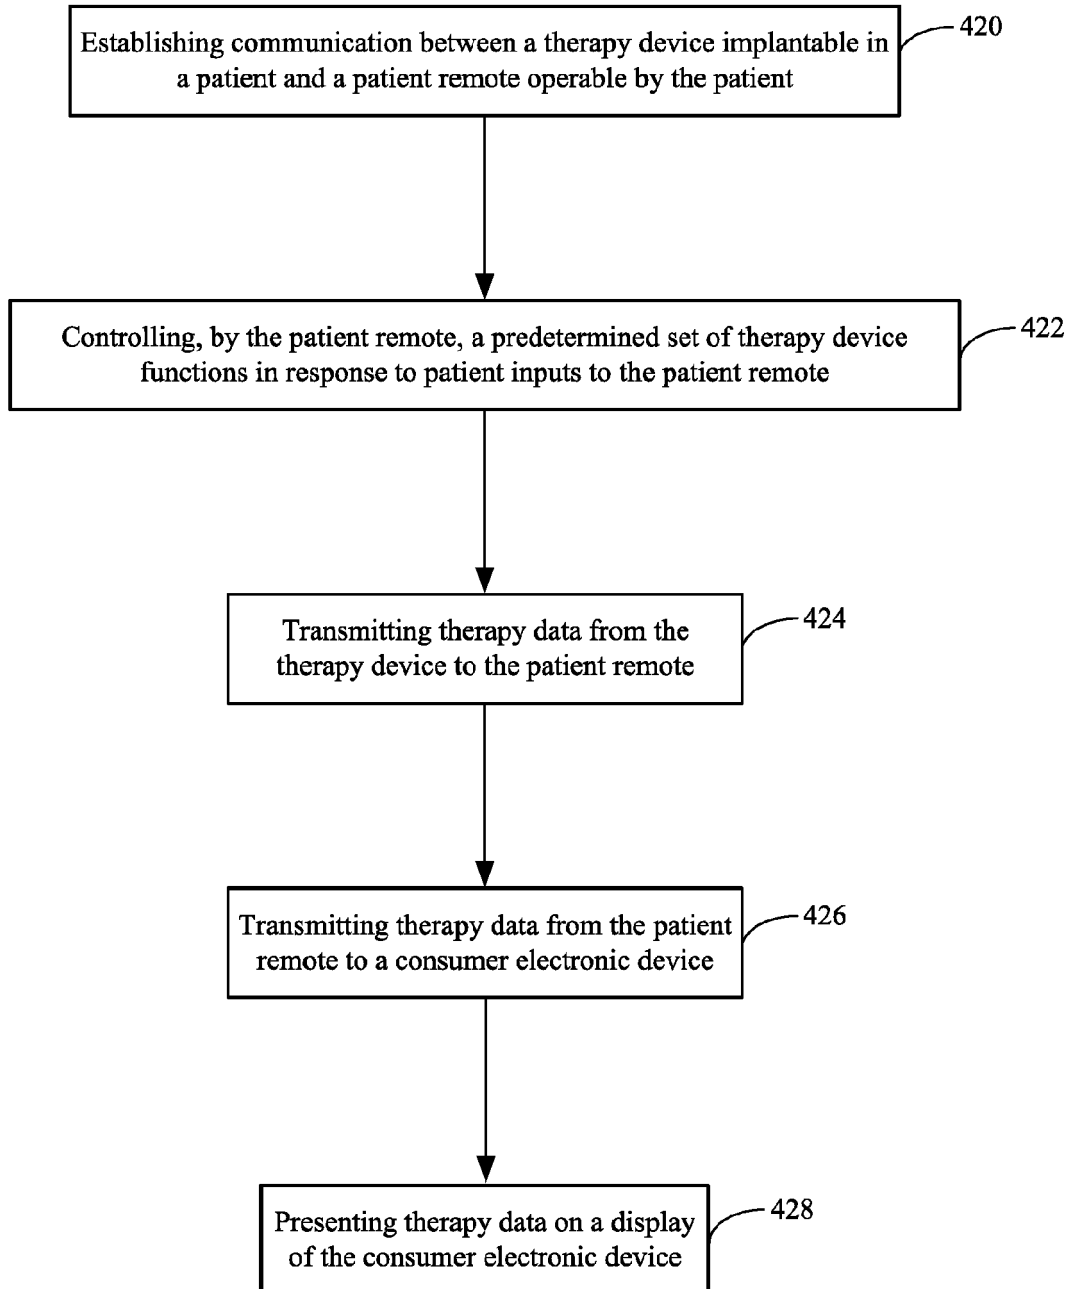 Establishing communication between a therapy device implantable in
a patient and a patient remote operable by the patient
420
Controlling, by the patient remote, a predetermined set of therapy device
functions in response to patient inputs to the patient remote
422
Transmitting therapy data from the
therapy device to the patient remote
424
Transmitting therapy data from the patient
remote to a consumer electronic device
426
Presenting therapy data on a display
of the consumer electronic device
428